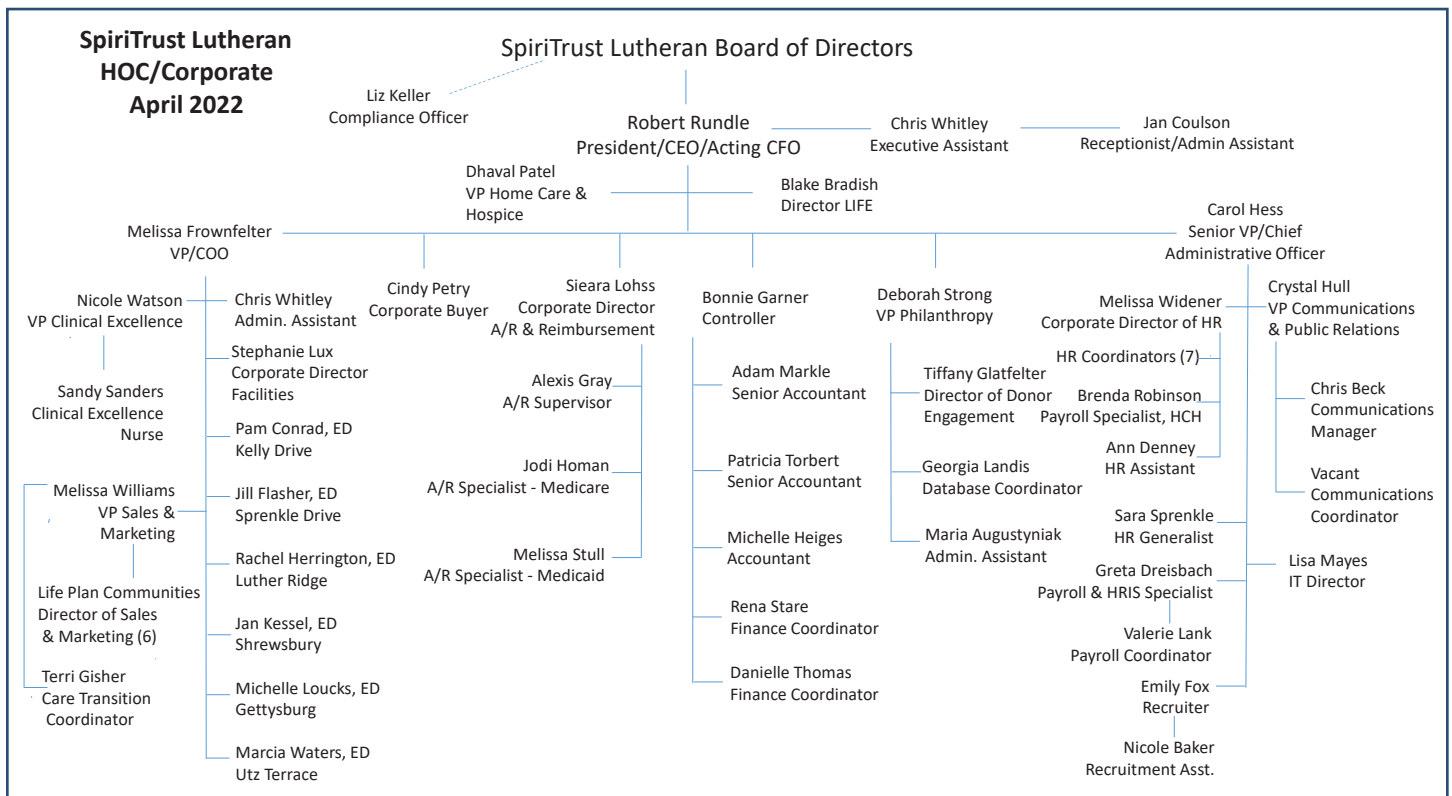 SpiriTrust Lutheran
HOC/Corporate
April 2022
SpiriTrust Lutheran Board of Directors
Liz Keller
Compliance Officer
Robert Rundle
President/CEO/Acting CFO
Chris Whitley
Executive Assistant
Jan Coulson
Receptionist/Admin Assistant
Dhaval Patel
VP Home Care &
Hospice
Blake Bradish
Director LIFE
Melissa Frownfelter
VP/COO
Carol Hess
Senior VP/Chief
Administrative Officer
Nicole Watson
VP Clinical Excellence
Sandy Sanders
Clinical Excellence
Nurse
Melissa Williams
VP Sales &
Marketing
Life Plan Communities
Director of Sales
& Marketing (6)
Terri Gisher
Care Transition
Coordinator
Chris Whitley
Admin. Assistant
Stephanie Lux
Corporate Director
Facilities
Pam Conrad, ED
Kelly Drive
Jill Flasher, ED
Sprenkle Drive
Rachel Herrington, ED
Luther Ridge
Jan Kessel, ED
Shrewsbury
Michelle Loucks, ED
Gettysburg
Marcia Waters, ED
Utz Terrace
Cindy Petry
Corporate Buyer
Sieara Lohss
Corporate Director
A/R & Reimbursement
Alexis Gray
A/R Supervisor
Jodi Homan
A/R Specialist - Medicare
Melissa Stull
A/R Specialist - Medicaid
Bonnie Garner
Controller
Adam Markle
Senior Accountant
Patricia Torbert
Senior Accountant
Michelle Heiges
Accountant
Rena Stare
Finance Coordinator
Danielle Thomas
Finance Coordinator
Deborah Strong
VP Philanthropy
Tiffany Glatfelter
Director of Donor
Engagement
Georgia Landis
Database Coordinator
Maria Augustyniak
Admin. Assistant
Melissa Widener
Corporate Director of HR
HR Coordinators (7)
Brenda Robinson
Payroll Specialist, HCH
Ann Denney
HR Assistant
Sara Sprenkle
HR Generalist
Greta Dreisbach
Payroll & HRIS Specialist
Valerie Lank
Payroll Coordinator
Emily Fox
Recruiter
Nicole Baker
Recruitment Asst.
Crystal Hull
VP Communications
& Public Relations
Chris Beck
Communications
Manager
Vacant
Communications
Coordinator
Lisa Mayes
IT Director